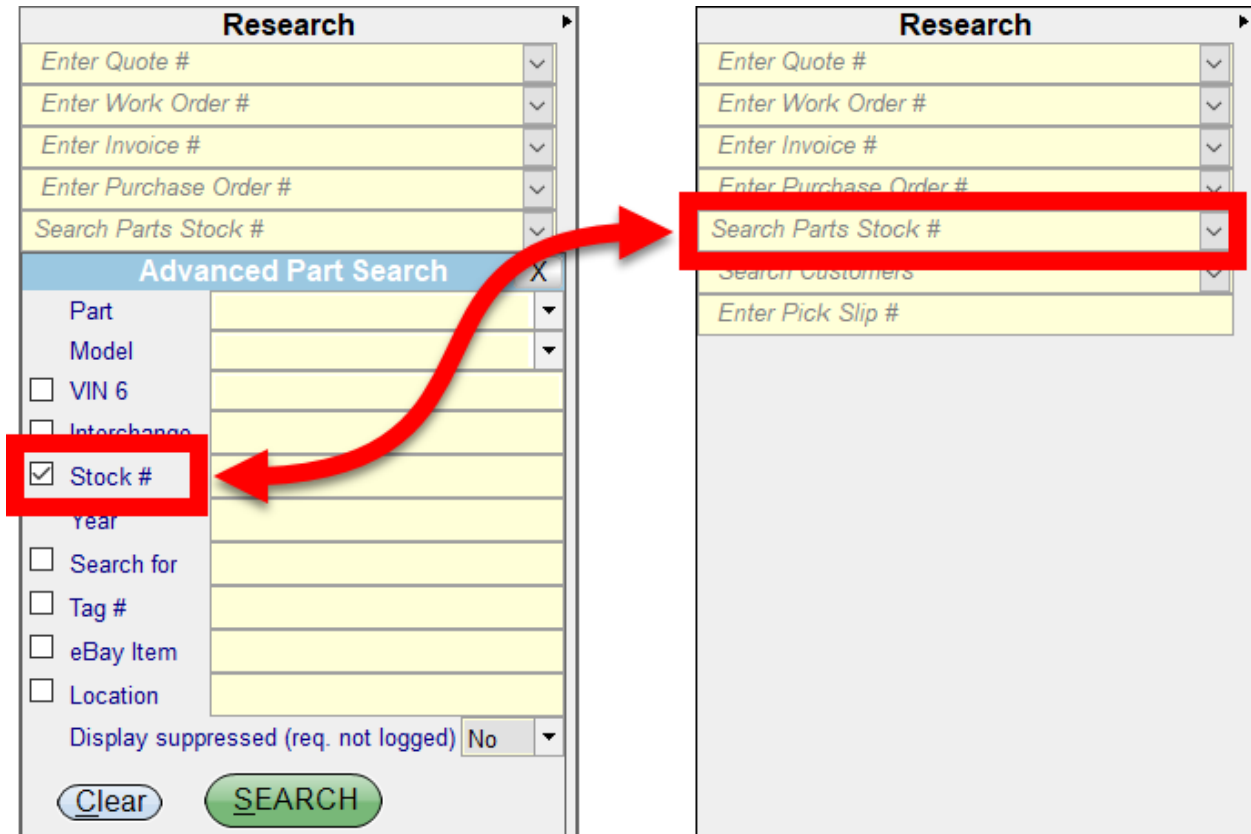 Research
Enter Quote #
Enter Work Order #
Enter Invoice #
Enter Purchase Order #
Search Parts Stock #
Advanced Part Search X
Part
Model
VIN 6
Interchange
Stock #
Year
Search for
Tag #
eBay Item
Location
Display suppressed (req. not logged) No
Clear SEARCH
Research
Enter Quote #
Enter Work Order #
Enter Invoice #
Enter Purchase Order #
Search Parts Stock #
Search Customers
Enter Pick Slip #